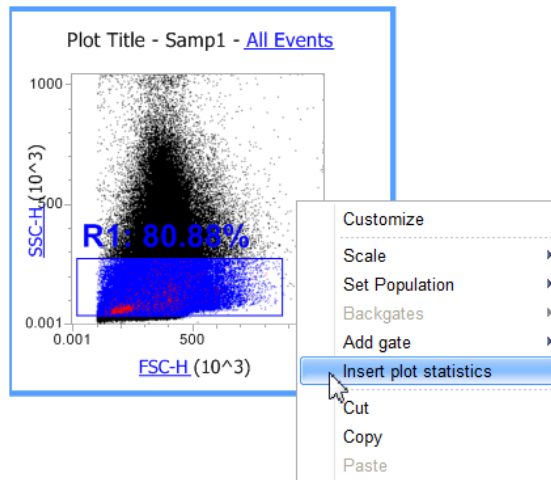 Plot Title - Samp1 - All Events
1000
SSC-H (10^3)
500
R1: 80.88%
0.001
0.001
500
FSC-H (10^3)
Customize
Scale
Set Population
Backgates
Add gate
Insert plot statistics
Cut
Copy
Paste